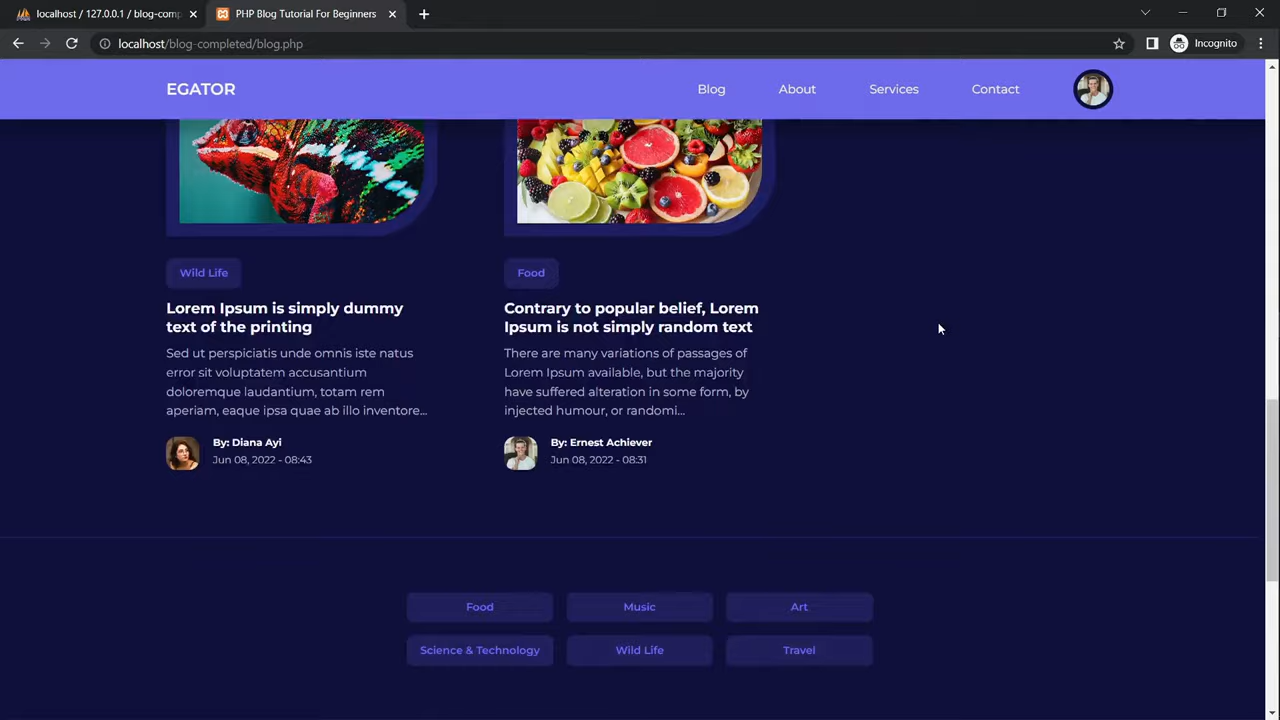 localhost / 127.0.0.1 / blog-comp
PHP Blog Tutorial For Beginners
localhost/blog-completed/blog.php
Incognito
EGATOR
Blog
About
Services
Contact
Wild Life
Lorem Ipsum is simply dummy
text of the printing
Sed ut perspiciatis unde omnis iste natus
error sit voluptatem accusantium
doloremque laudantium, totam rem
aperiam, eaque ipsa quae ab illo inventore...
By: Diana Ayi
Jun 08, 2022 - 08:43
Food
Contrary to popular belief, Lorem
Ipsum is not simply random text
There are many variations of passages of
Lorem Ipsum available, but the majority
have suffered alteration in some form, by
injected humour, or randomi...
By: Ernest Achiever
Jun 08, 2022 - 08:31
Food
Music
Art
Science & Technology
Wild Life
Travel